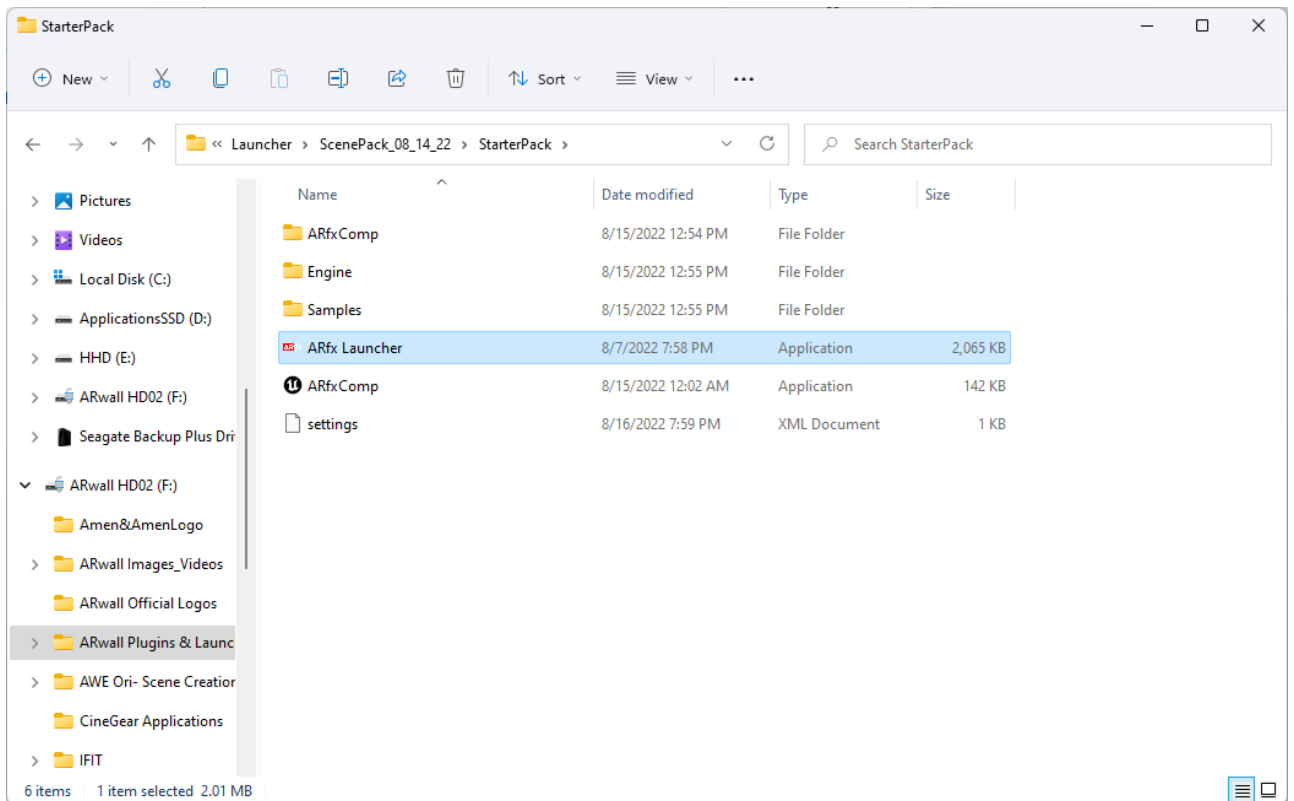 StarterPack
New
Sort
View
« Launcher > ScenePack_08_14_22 > StarterPack >
Search StarterPack
Pictures
Videos
Local Disk (C:)
ApplicationsSSD (D:)
HHD (E:)
ARwall HD02 (F:)
Seagate Backup Plus Dri
ARwall HD02 (F:)
Amen&AmenLogo
ARwall Images_Videos
ARwall Official Logos
ARwall Plugins & Launc
AWE Ori- Scene Creation
CineGear Applications
IFIT
Name Date modified Type Size
ARfxComp 8/15/2022 12:54 PM File Folder
Engine 8/15/2022 12:55 PM File Folder
Samples 8/15/2022 12:55 PM File Folder
ARfx Launcher 8/7/2022 7:58 PM Application 2,065 KB
ARfxComp 8/15/2022 12:02 AM Application 142 KB
settings 8/16/2022 7:59 PM XML Document 1 KB
6 items 1 item selected 2.01 MB